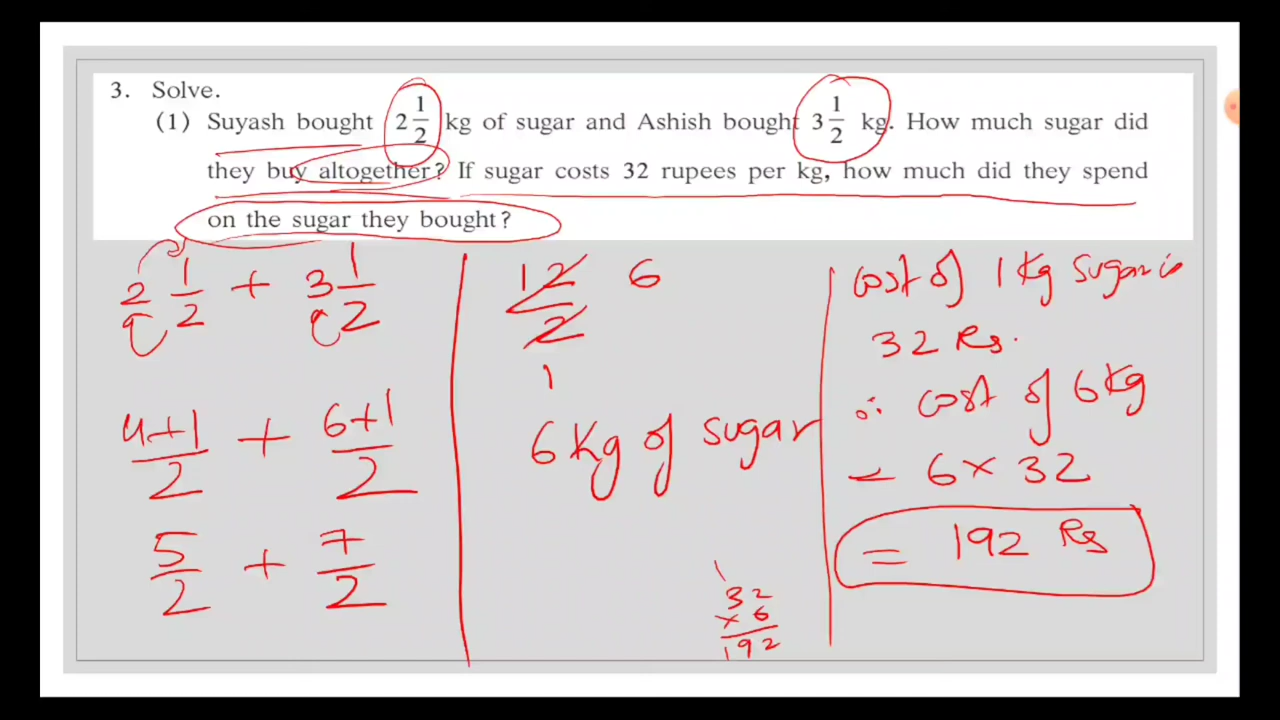 3. Solve.
(1) Suyash bought 2 1/2 kg of sugar and Ashish bought 3 1/2 kg. How much sugar did
they buy altogether? If sugar costs 32 rupees per kg, how much did they spend
on the sugar they bought?
2 1/2 + 3 1/2
4+1/2 + 6+1/2
5/2 + 7/2
12/2 6
1
6 Kg of sugar
1
32
× 6
192
cost of 1 Kg sugar is
32 Rs.
∴ cost of 6 Kg
= 6 × 32
= 192 Rs